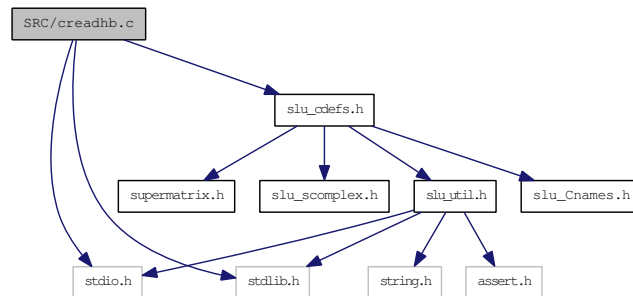 SRC/creadhb.c
slu_cdefs.h
supermatrix.h
slu_scomplex.h
slu_util.h
slu_Cnames.h
stdio.h
stdlib.h
string.h
assert.h